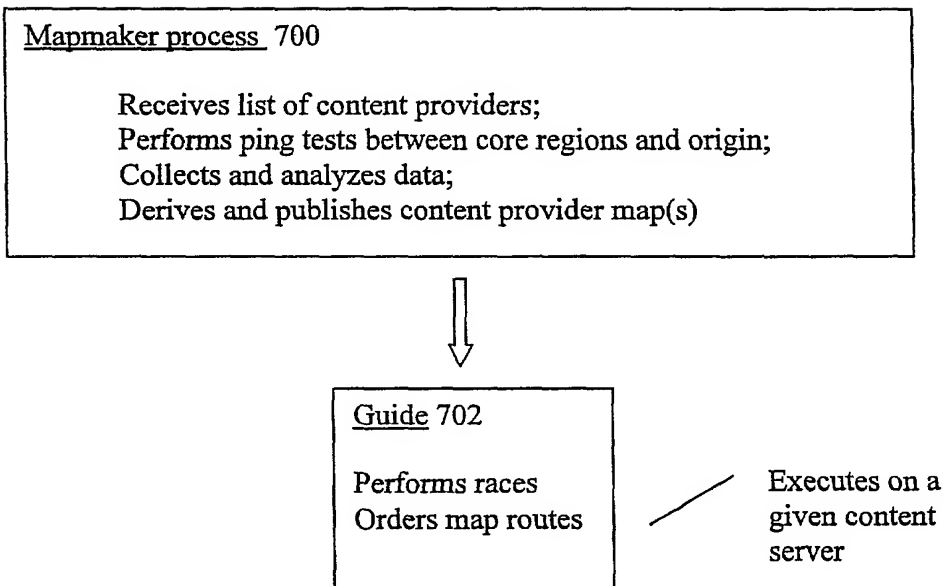 Mapmaker process 700
Receives list of content providers;
Performs ping tests between core regions and origin;
Collects and analyzes data;
Derives and publishes content provider map(s)
Guide 702
Performs races
Orders map routes
Executes on a
given content
server